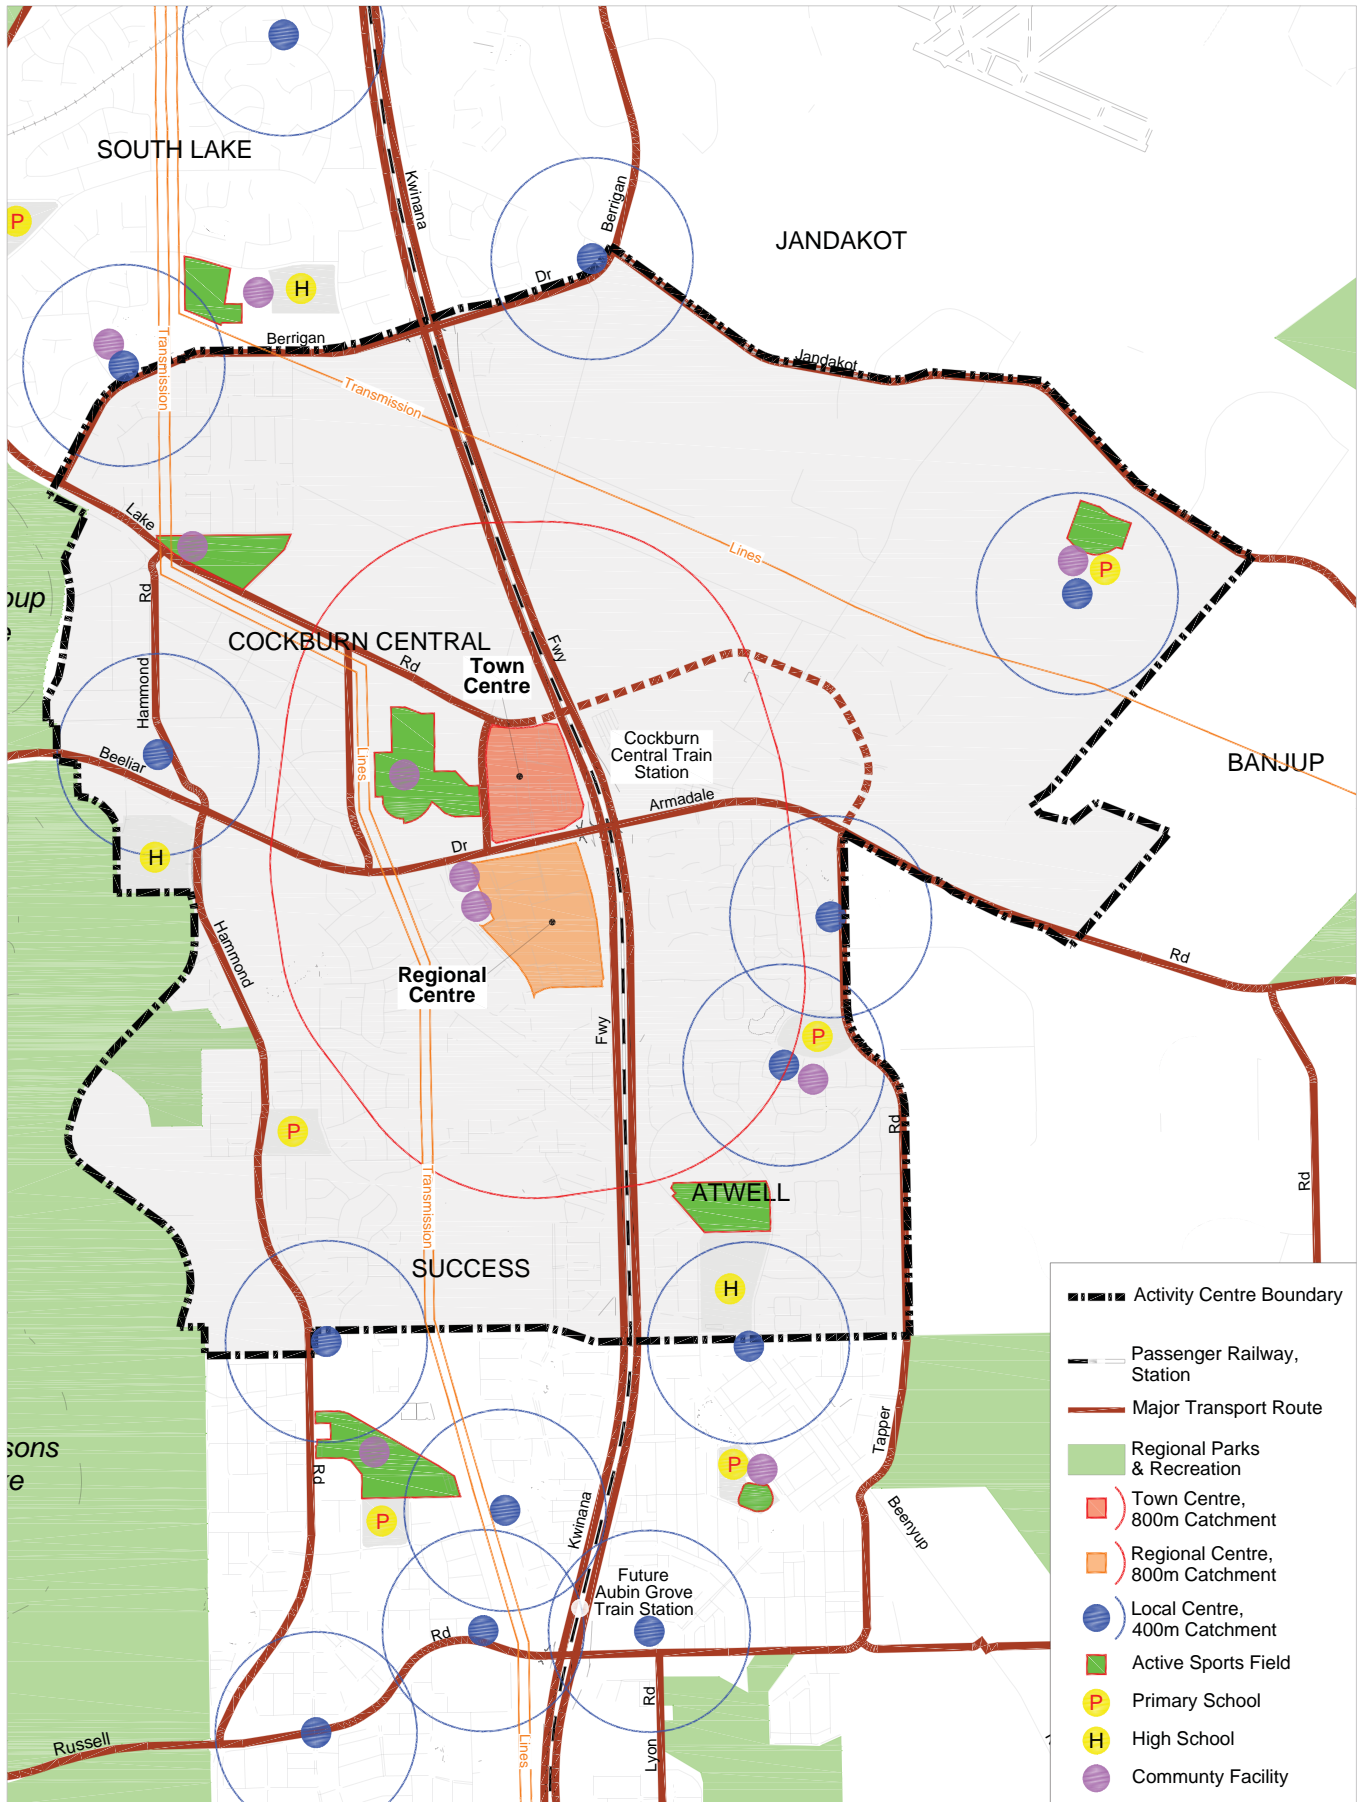 SOUTH LAKE
Kwinana
Berrigan
JANDAKOT
P
H
Dr
Berrigan
Transmission
Transmission
Jandakot
Lake
Lines
P
Rd
COCKBURN CENTRAL
Rd
Fwy
Town
Centre
Hammond
Beeliar
Lines
Cockburn
Central Train
Station
BANJUP
Armadale
Dr
H
Hammond
Regional
Centre
Rd
Fwy
P
P
Rd
Rd
Transmission
ATWELL
SUCCESS
H
Activity Centre Boundary
Passenger Railway,
Station
Major Transport Route
Tapper
sons
Regional Parks
& Recreation
Rd
P
P
Town Centre,
800m Catchment
Kwinana
Beenyup
Regional Centre,
800m Catchment
Future
Aubin Grove
Train Station
Local Centre,
400m Catchment
Rd
Active Sports Field
Rd
P Primary School
Russell
Lines
Lyon
H High School
Communty Facility